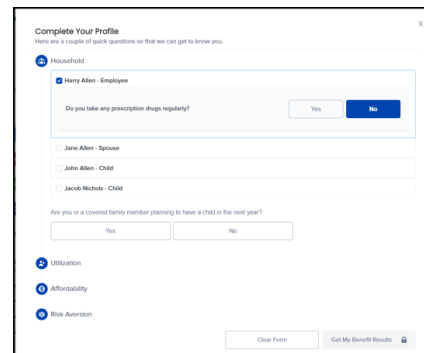 X
Complete Your Profile
Here are a couple of quick questions so that we can get to know you.
Household
Harry Allen - Employee
Do you take any prescription drugs regularly?
Yes
No
Jane Allen - Spouse
John Allen - Child
Jacob Nichols - Child
Are you or a covered family member planning to have a child in the next year?
Yes
No
Utilization
Affordability
Risk Aversion
Clear Form
Get My Benefit Results